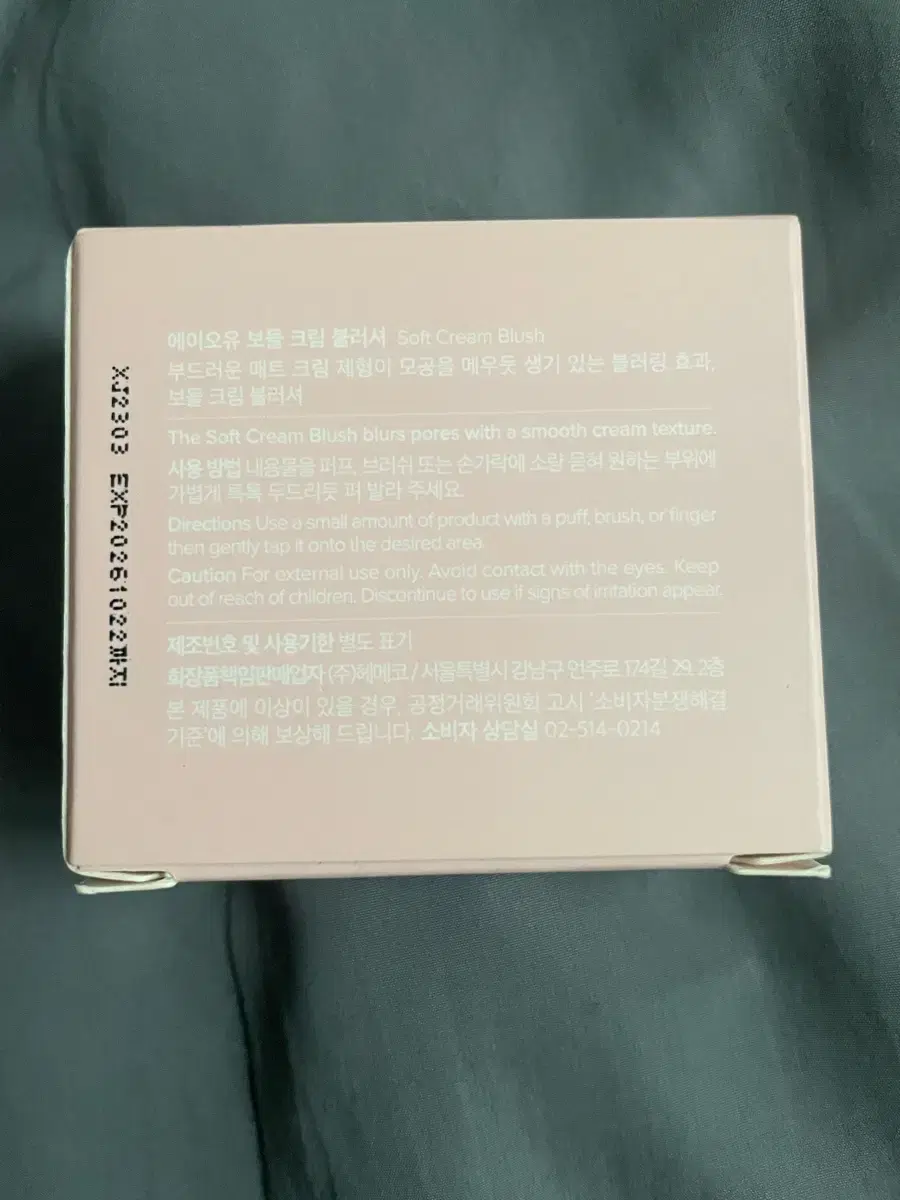 에이오유 보들 크림 블러셔 Soft Cream Blush
부드러운 매트 크림 제형이 모공을 메우듯 생기 있는 블러링 효과,
보들 크림 블러셔
The Soft Cream Blush blurs pores with a smooth cream texture.
사용 방법 내용물을 퍼프, 브러쉬 또는 손가락에 소량 묻혀 원하는 부위에
가볍게 톡톡 두드리듯 펴 발라 주세요.
Directions Use a small amount of product with a puff, brush, or finger
then gently tap it onto the desired area.
Caution For external use only. Avoid contact with the eyes. Keep
out of reach of children. Discontinue to use if signs of irritation appear.
제조번호 및 사용기한 별도 표기
화장품책임판매업자 (주)헤메코 / 서울특별시 강남구 언주로 174길 29, 2층
본 제품에 이상이 있을 경우, 공정거래위원회 고시 '소비자분쟁해결
기준'에 의해 보상해 드립니다. 소비자 상담실 02-514-0214
XJ2303 EXP20261022까지